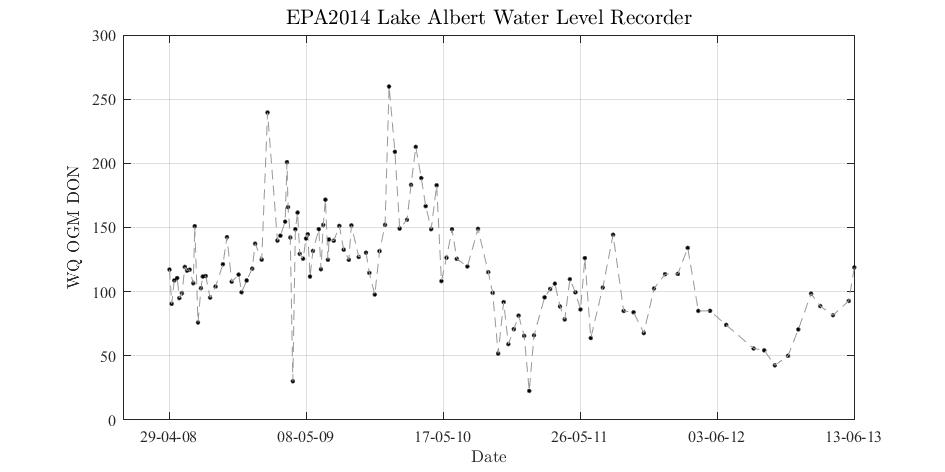 EPA2014 Lake Albert Water Level Recorder
300
250
200
150
100
50
0
WQ OGM DON
29-04-08 08-05-09 17-05-10 26-05-11 03-06-12 13-06-13
Date